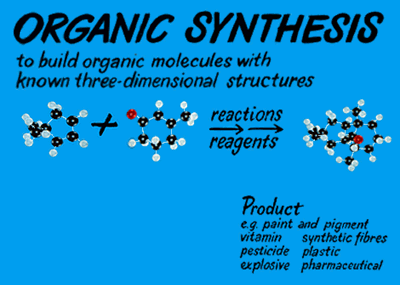 ORGANIC SYNTHESIS
to build organic molecules with
known three-dimensional structures
+
reactions
reagents
Product
e.g. paint and pigment
vitamin synthetic fibres
pesticide plastic
explosive pharmaceutical